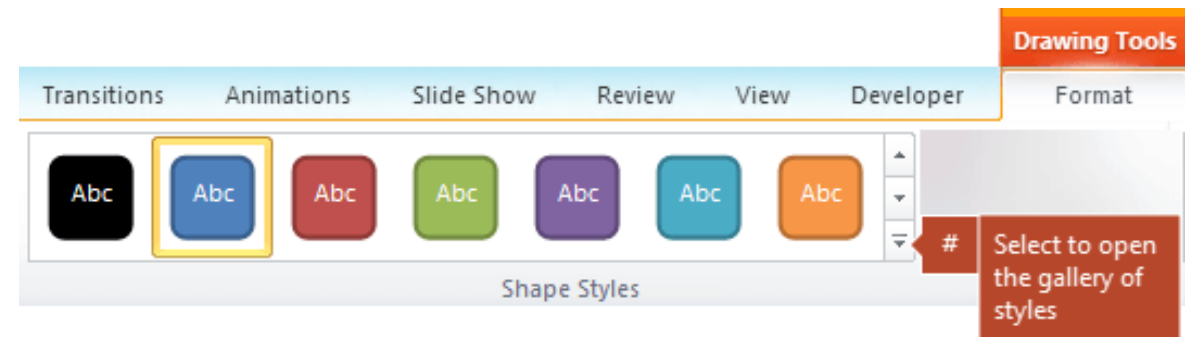 Drawing Tools
Transitions Animations Slide Show Review View Developer Format
Abc Abc Abc Abc Abc Abc Abc
# Select to open
the gallery of
styles
Shape Styles